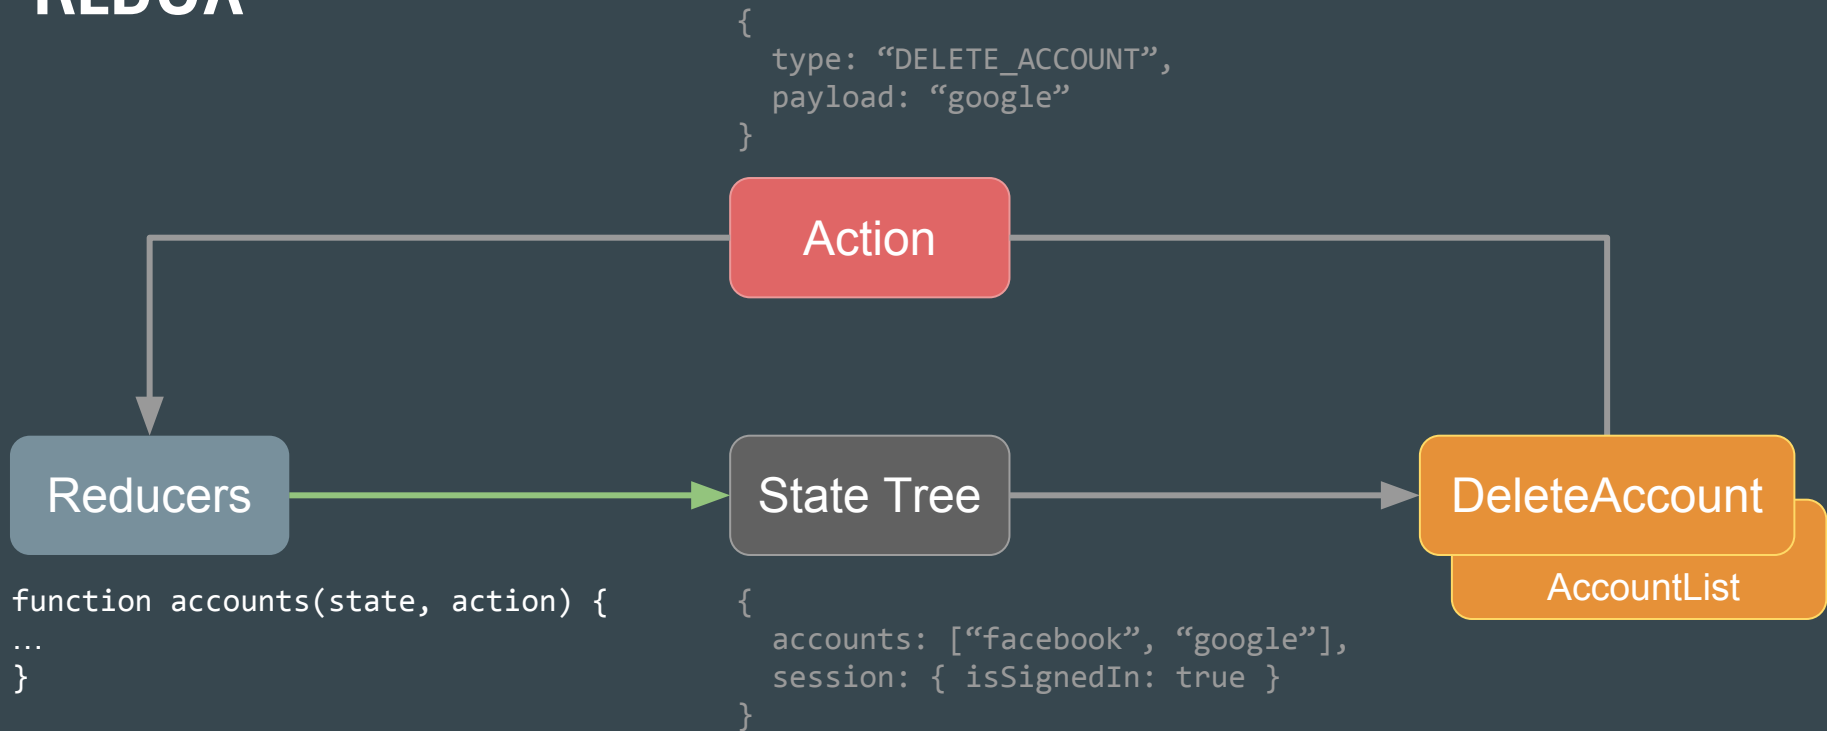 REDUX
{
type: “DELETE_ACCOUNT”,
payload: “google”
}
Action
Reducers
State Tree
DeleteAccount
AccountList
function accounts(state, action) {
…
}
{
accounts: [“facebook”, “google”],
session: { isSignedIn: true }
}